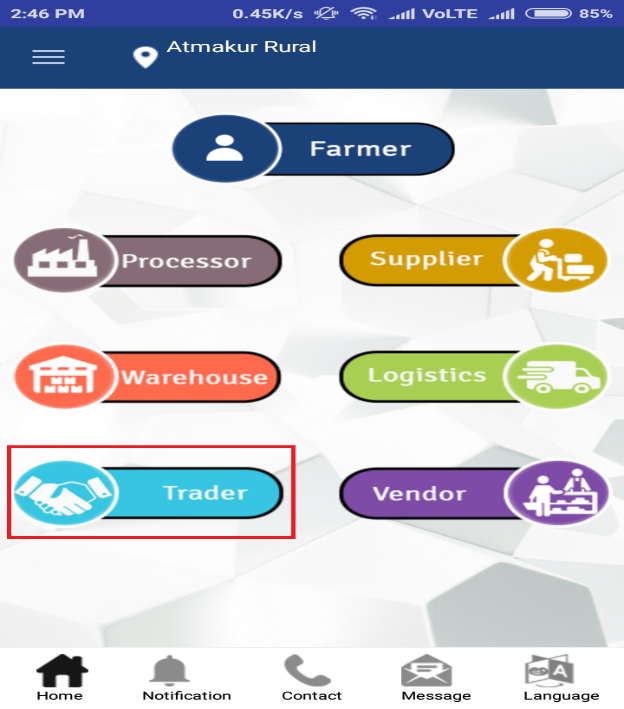 2:46 PM 0.45K/s VoLTE 85%
Atmakur Rural
Farmer
Processor Supplier
Warehouse Logistics
Trader Vendor
Home Notification Contact Message Language